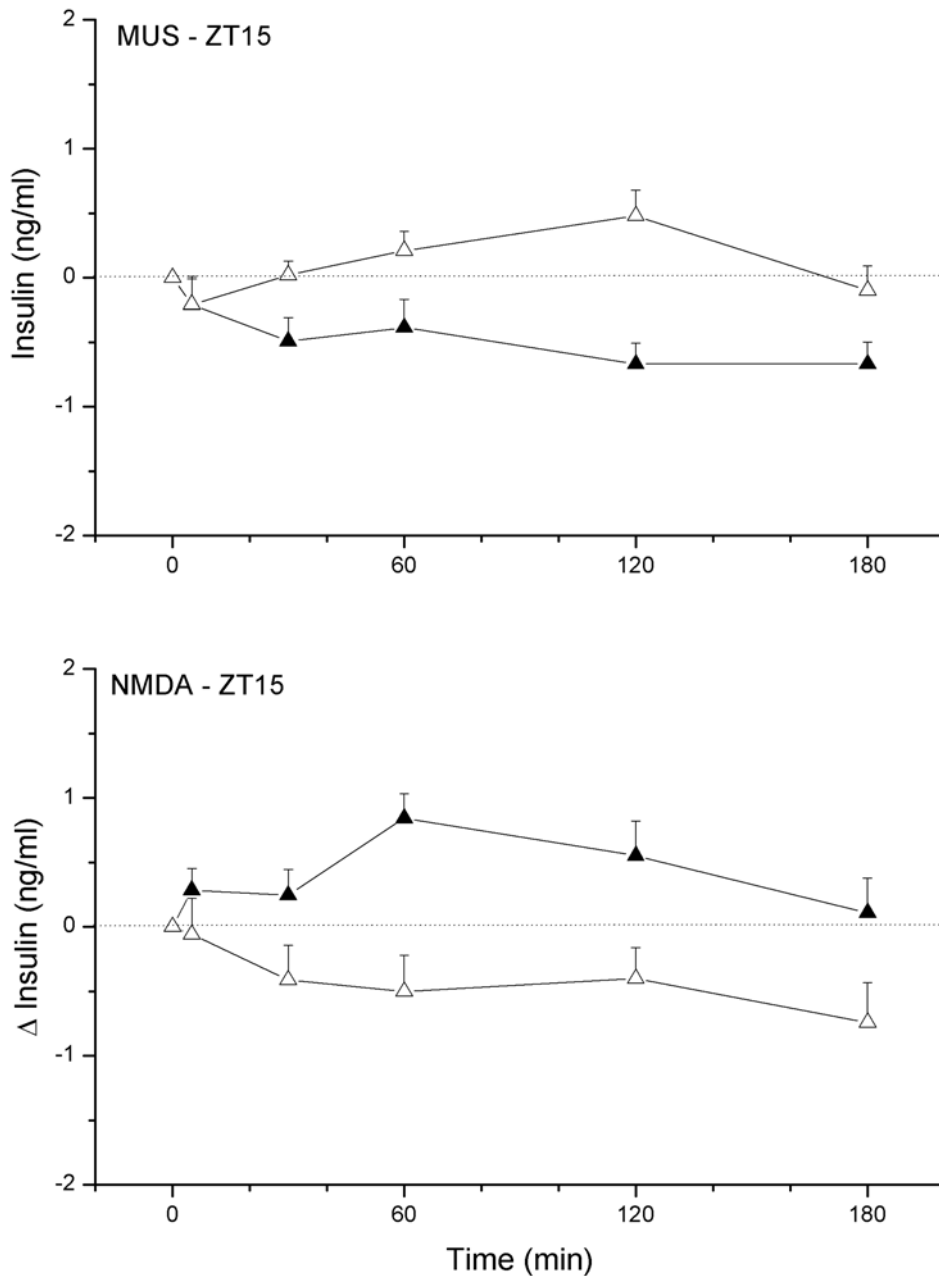 2
MUS - ZT15
1
Insulin (ng/ml)
0
-1
-2
0 60 120 180
2
NMDA - ZT15
1
Δ Insulin (ng/ml)
0
-1
-2
0 60 120 180
Time (min)